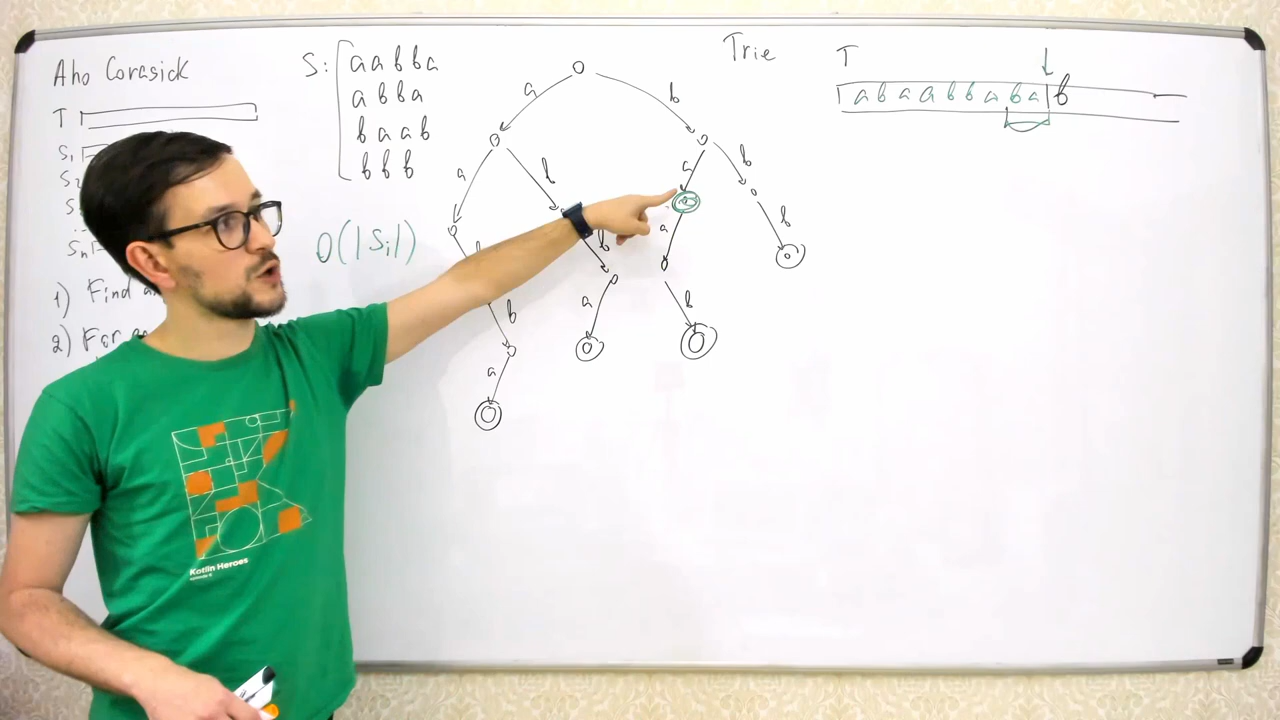 Aho Corasick
T
S1
S2
S
Sn
1) Find a
2) For
S: aabba
abba
baab
bbb
O(|Si|)
Trie
a
b
a
b
a
b
b
a
b
b
b
a
b
a
T
abaabbaba b
Kotlin Heroes